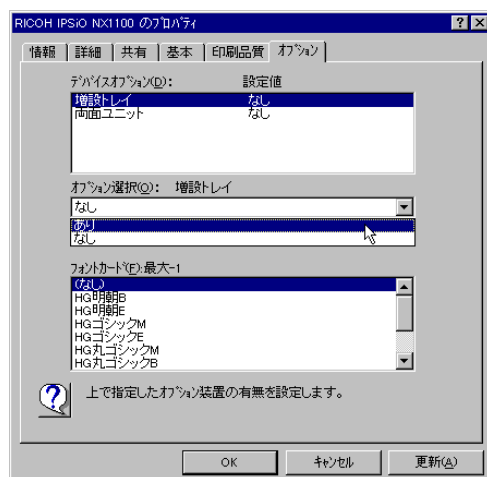 RICOH IPSiO NX1100 のﾌﾟﾛﾊﾟﾃｨ
情報 詳細 共有 基本 印刷品質 ｵﾌﾟｼｮﾝ
ﾃﾞﾊﾞｲｽｵﾌﾟｼｮﾝ(D): 設定値
増設トレイ なし
両面ユニット なし
ｵﾌﾟｼｮﾝ選択(O): 増設トレイ
なし
あり
なし
ﾌｫﾝﾄｶｰﾄﾞ(F):最大-1
(なし)
HG明朝B
HG明朝E
HGゴシックM
HGゴシックE
HG丸ゴシックM
HG丸ゴシックB
上で指定したｵﾌﾟｼｮﾝ装置の有無を設定します。
OK ｷｬﾝｾﾙ 更新(A)